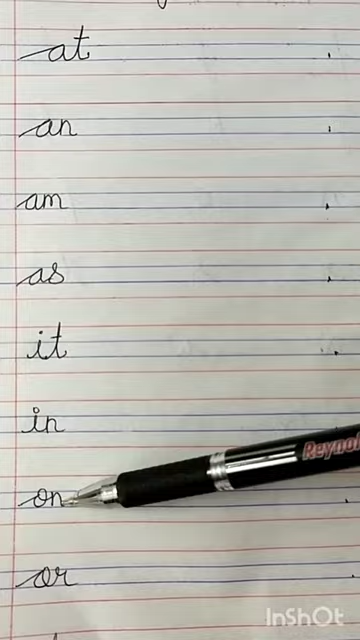 at
an
am
as
it
in
on
Reynol
or
InShOt